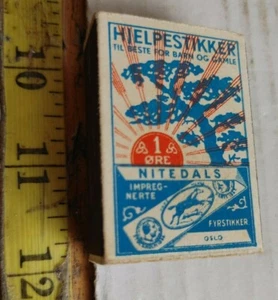 HJELPESTIKKER
TIL BESTE FOR BARN OG GAMLE
1
ØRE
NITEDALS
IMPREG-
NERTE
FYRSTIKKER
OSLO
10
11
12